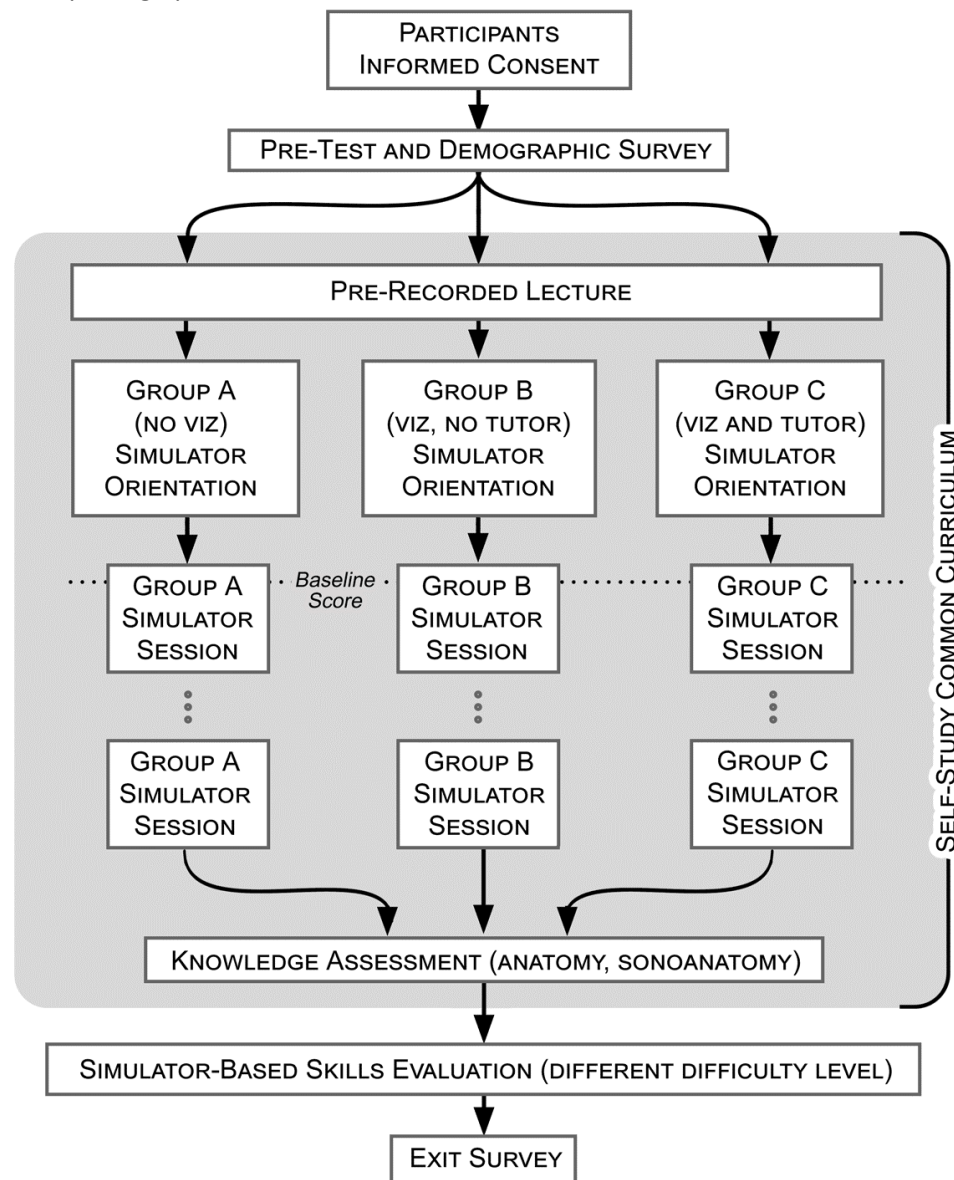 PARTICIPANTS
INFORMED CONSENT
PRE-TEST AND DEMOGRAPHIC SURVEY
PRE-RECORDED LECTURE
GROUP A
(NO VIZ)
SIMULATOR
ORIENTATION
GROUP B
(VIZ, NO TUTOR)
SIMULATOR
ORIENTATION
GROUP C
(VIZ AND TUTOR)
SIMULATOR
ORIENTATION
Baseline
Score
GROUP A
SIMULATOR
SESSION
GROUP B
SIMULATOR
SESSION
GROUP C
SIMULATOR
SESSION
GROUP A
SIMULATOR
SESSION
GROUP B
SIMULATOR
SESSION
GROUP C
SIMULATOR
SESSION
KNOWLEDGE ASSESSMENT (ANATOMY, SONOANATOMY)
SELF-STUDY COMMON CURRICULUM
SIMULATOR-BASED SKILLS EVALUATION (DIFFERENT DIFFICULTY LEVEL)
EXIT SURVEY